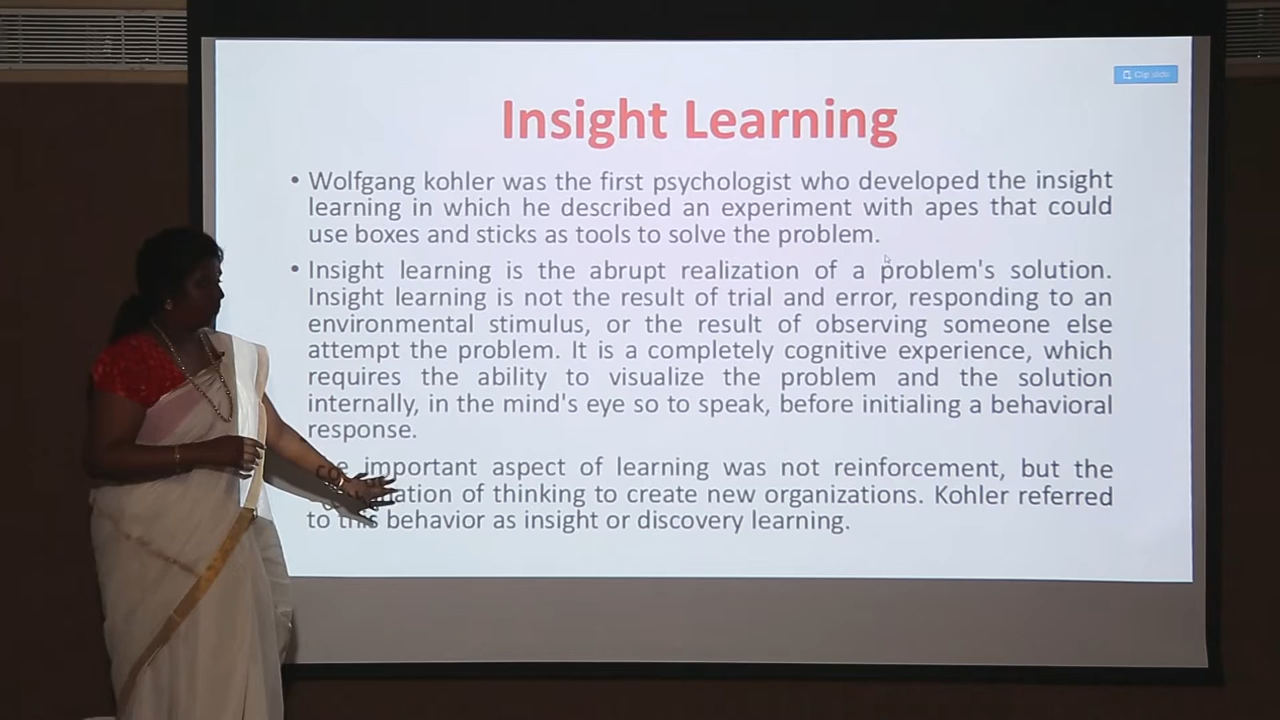 Clip slide
Insight Learning
• Wolfgang kohler was the first psychologist who developed the insight
learning in which he described an experiment with apes that could
use boxes and sticks as tools to solve the problem.
• Insight learning is the abrupt realization of a problem's solution.
Insight learning is not the result of trial and error, responding to an
environmental stimulus, or the result of observing someone else
attempt the problem. It is a completely cognitive experience, which
requires the ability to visualize the problem and the solution
internally, in the mind's eye so to speak, before initialing a behavioral
response.
important aspect of learning was not reinforcement, but the
of thinking to create new organizations. Kohler referred
to this behavior as insight or discovery learning.